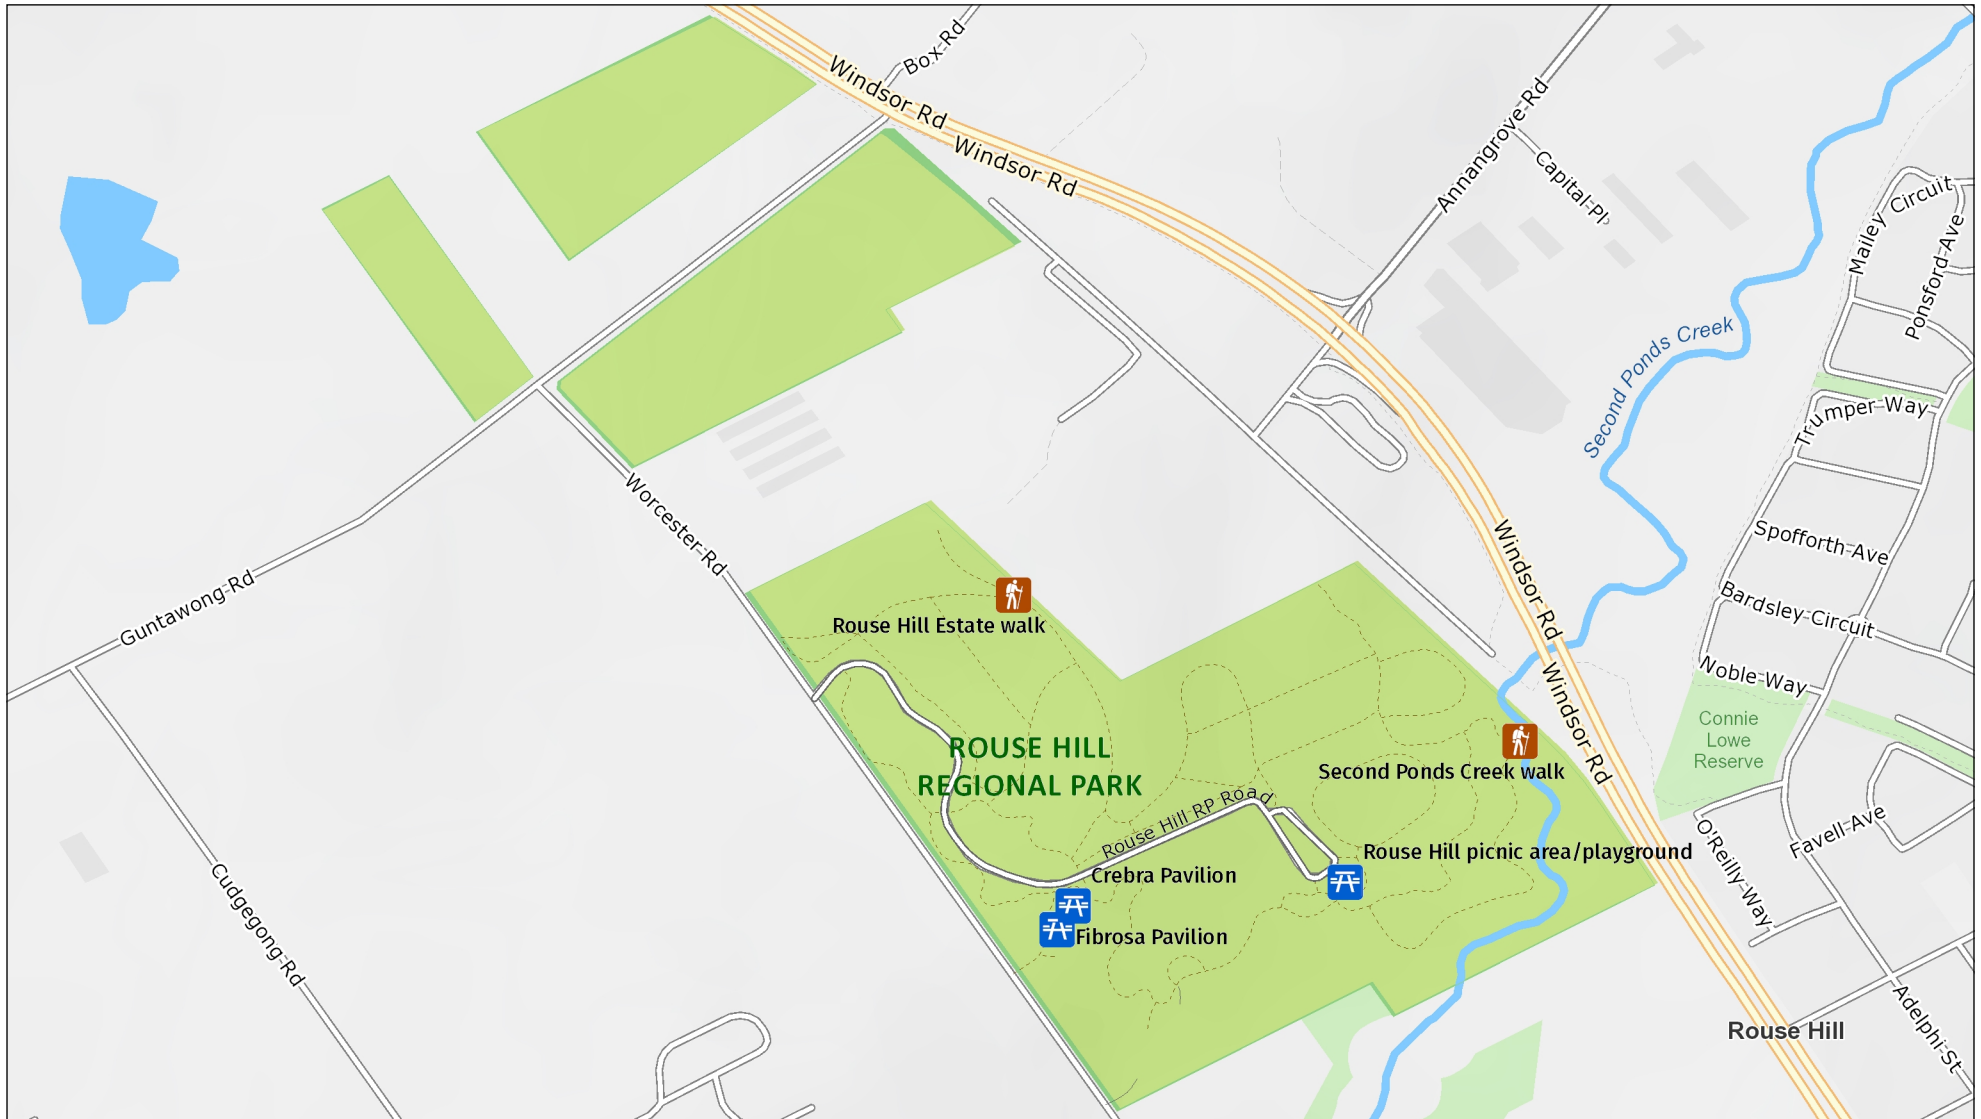 Box-Rd
Windsor Rd
Windsor Rd
Annangrove-Rd
Capital-Pl
Mailey Circuit
Ponsford-Ave
Second Ponds Creek
Trumper-Way
Worcester-Rd
Spofforth-Ave
Windsor Rd
Guntawong-Rd
Bardsley-Circuit
Rouse Hill Estate walk
Noble-Way
Windsor Rd
Connie
Lowe
Reserve
ROUSE HILL
REGIONAL PARK
Second Ponds Creek walk
Rouse Hill RP Road
Favell-Ave
O'Reilly-Way
Rouse Hill picnic area/playground
Crebra Pavilion
Cudgegong-Rd
Fibrosa Pavilion
Rouse Hill
Adelphi-St